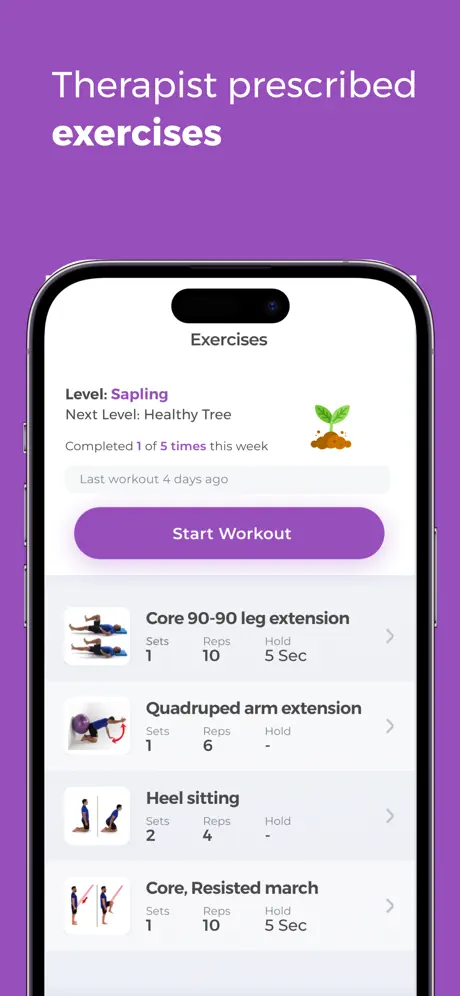 Therapist prescribed
exercises
Exercises
Level: Sapling
Next Level: Healthy Tree
Completed 1 of 5 times this week
Last workout 4 days ago
Start Workout
Core 90-90 leg extension
Sets Reps Hold
1 10 5 Sec
Quadruped arm extension
Sets Reps Hold
1 6 -
Heel sitting
Sets Reps Hold
2 4 -
Core, Resisted march
Sets Reps Hold
1 10 5 Sec